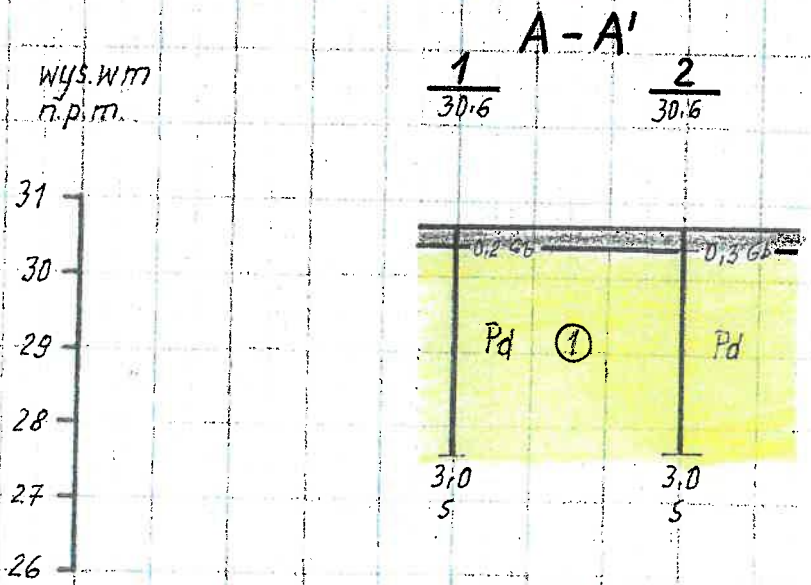 A - A'
wys. w m
n.p.m.
1 2
30.6 30.6
31
0,2 Gb 0,3 Gb
30
29
Pd 1 Pd
28
3,0 3,0
27
S S
26